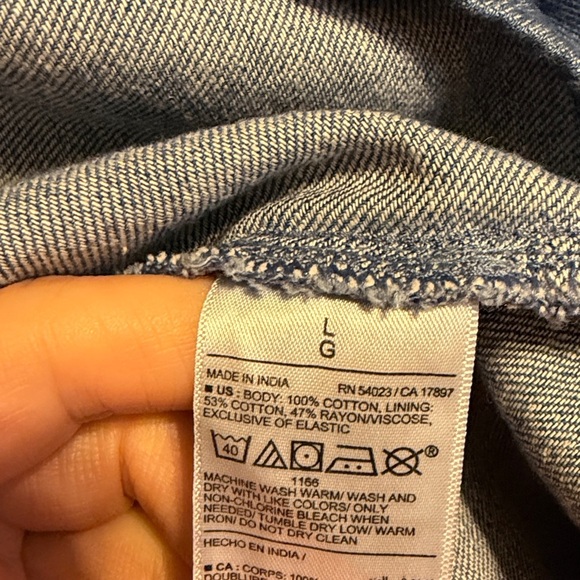 L
G
MADE IN INDIA RN 54023 / CA 17897
■ US : BODY: 100% COTTON, LINING:
53% COTTON, 47% RAYON/VISCOSE,
EXCLUSIVE OF ELASTIC
40 ®
1166
MACHINE WASH WARM/ WASH AND
DRY WITH LIKE COLORS/ ONLY
NON-CHLORINE BLEACH WHEN
NEEDED/ TUMBLE DRY LOW/ WARM
IRON/ DO NOT DRY CLEAN
HECHO EN INDIA /
■ CA : CORPS: 100%